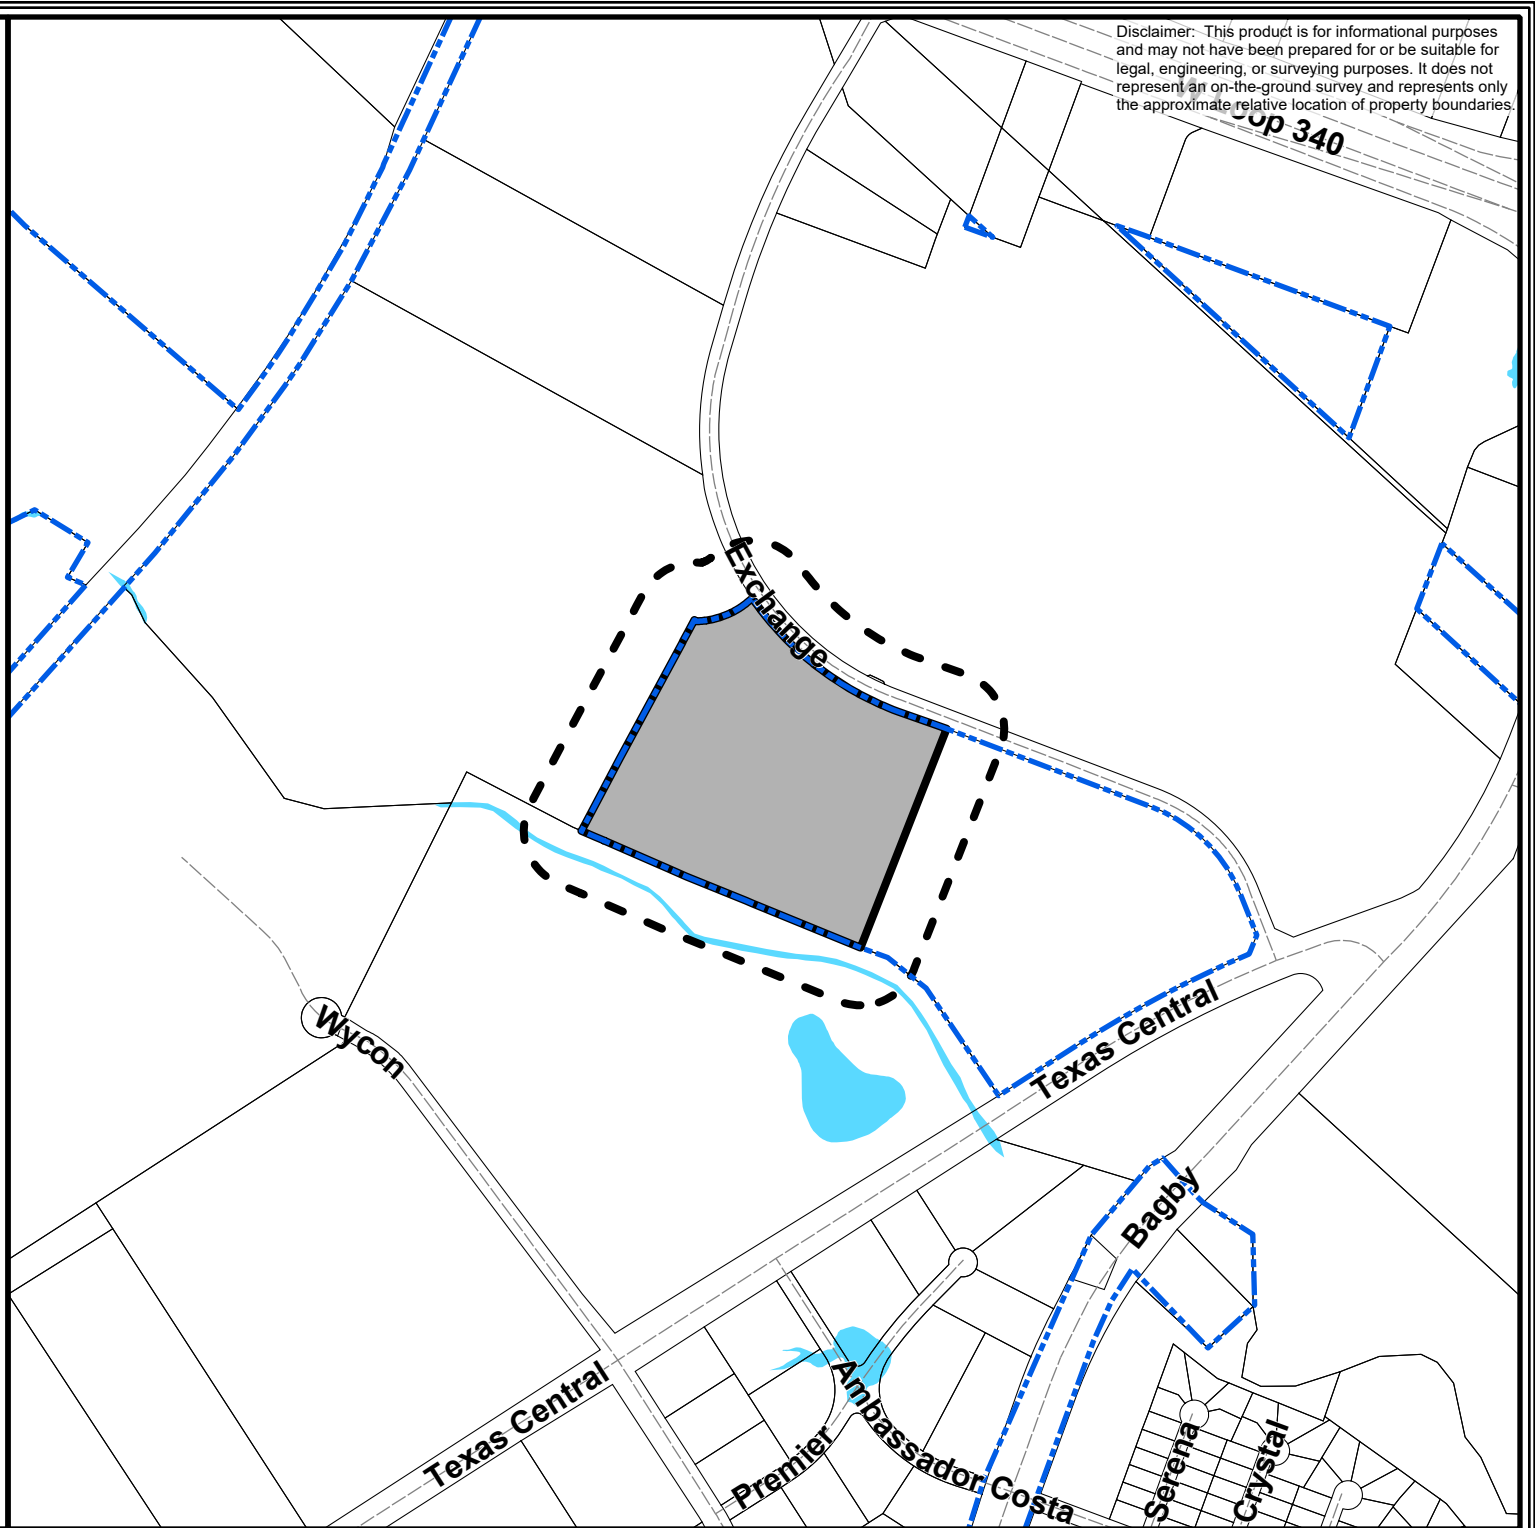 Disclaimer: This product is for informational purposes
and may not have been prepared for or be suitable for
legal, engineering, or surveying purposes. It does not
represent an on-the-ground survey and represents only
the approximate relative location of property boundaries.
W Loop 340
Exchange
Texas Central
Wycon
Bagby
Texas Central
Premier
Ambassador Costa
Serena
Crystal